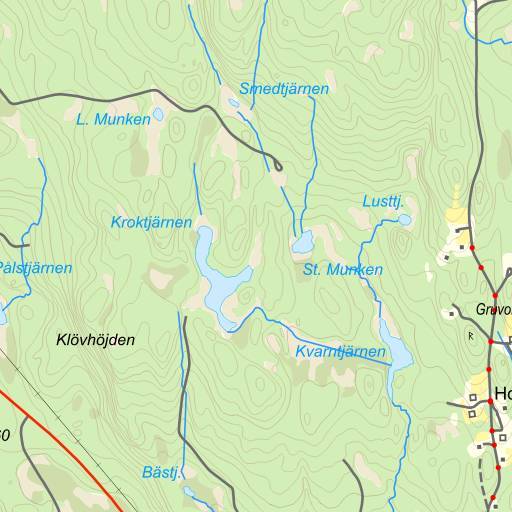 Smedtjärnen
L. Munken
Lusttj.
Kroktjärnen
Pålstjärnen
St. Munken
Klövhöjden
Kvarntjärnen
R
Bästj.